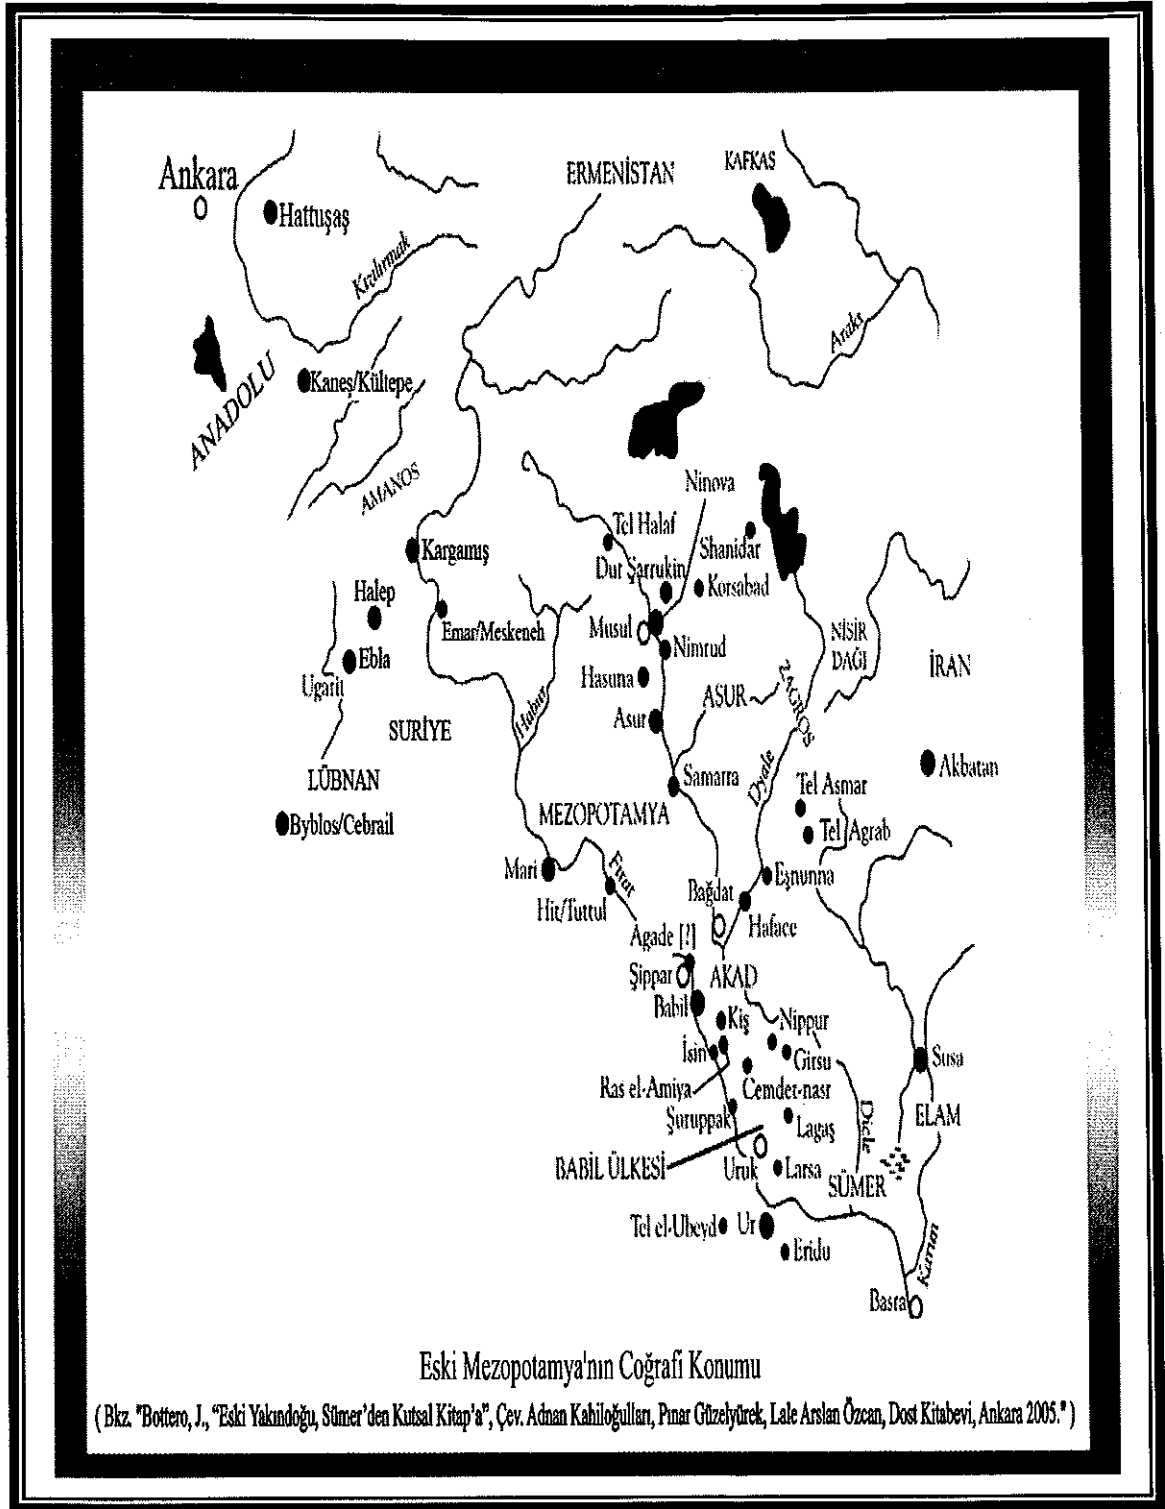 Ankara
ERMENİSTAN
KAFKAS
Hattuşaş
Kızılırmak
Araks
ANADOLU
Kaneş/Kültepe
AMANOS
Ninova
Tel Halaf
Shanidar
Kargamış
Dur Şarrukin
Korsabad
Halep
Emar/Meskeneh
Musul
Nimrud
NİSİR
DAĞI
İRAN
Ebla
Ugarit
Hasuna
ASUR
ZAGROS
SURİYE
Habur
Asur
LÜBNAN
Samarra
Dyale
Akbatan
Tel Asmar
Byblos/Cebrail
MEZOPOTAMYA
Tel Agrab
Mari
Fırat
Eşnunna
Hit/Tuttul
Bağdat
Haface
Agade [?]
Şippar
AKAD
Babil
Kiş
Nippur
İsin
Girsu
Susa
Ras el-Amiya
Cemdet-nasr
Şuruppak
Lagaş
Dicle
ELAM
BABİL ÜLKESİ
Uruk
Larsa
SÜMER
Tel el-Ubeyd
Ur
Eridu
Karun
Basra
Eski Mezopotamya'nın Coğrafi Konumu
( Bkz. "Bottero, J., “Eski Yakındoğu, Sümer’den Kutsal Kitap’a”, Çev. Adnan Kahiloğulları, Pınar Güzelyürek, Lale Arslan Özcan, Dost Kitabevi, Ankara 2005." )